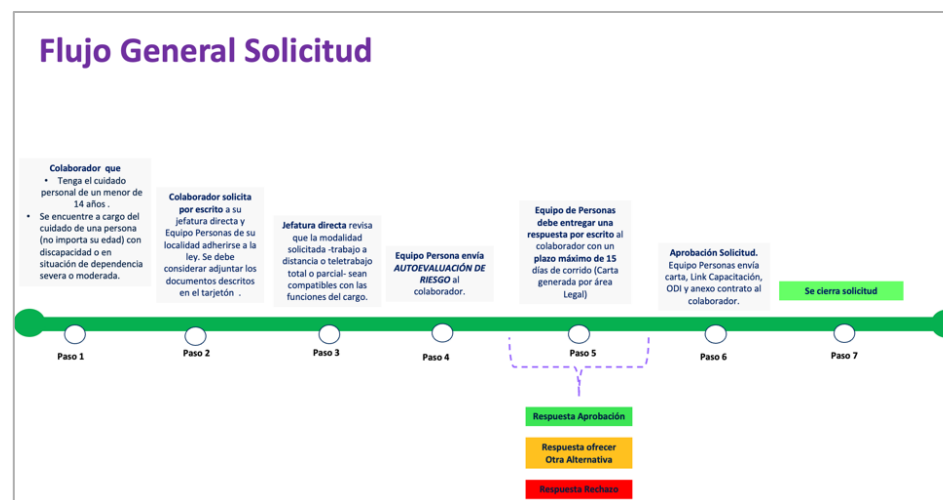 Flujo General Solicitud
Colaborador que
• Tenga el cuidado
personal de un menor de
14 años .
• Se encuentre a cargo del
cuidado de una persona
(no importa su edad) con
discapacidad o en
situación de dependencia
severa o moderada.
Colaborador solicita
por escrito a su
jefatura directa y
Equipo Personas de su
localidad adherirse a la
ley. Se debe
considerar adjuntar los
documentos descritos
en el tarjetón .
Jefatura directa revisa
que la modalidad
solicitada -trabajo a
distancia o teletrabajo
total o parcial- sean
compatibles con las
funciones del cargo.
Equipo Persona envía
AUTOEVALUACIÓN DE
RIESGO al
colaborador.
Equipo de Personas
debe entregar una
respuesta por escrito al
colaborador con un
plazo máximo de 15
días de corrido (Carta
generada por área
Legal)
Aprobación Solicitud.
Equipo Personas envía
carta, Link Capacitación,
ODI y anexo contrato al
colaborador.
Se cierra solicitud
Paso 1
Paso 2
Paso 3
Paso 4
Paso 5
Paso 6
Paso 7
Respuesta Aprobación
Respuesta ofrecer
Otra Alternativa
Respuesta Rechazo